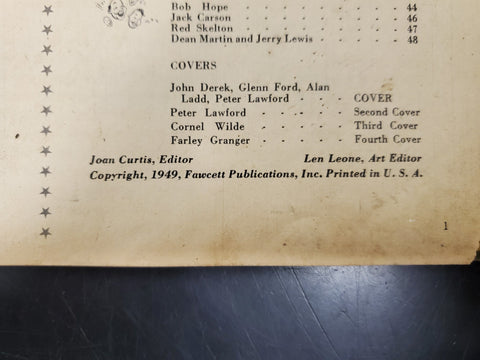 Bob Hope - - - - - - 44
Jack Carson - - - - - 46
Red Skelton - - - - - 47
Dean Martin and Jerry Lewis - - - 48
COVERS
John Derek, Glenn Ford, Alan
Ladd, Peter Lawford - - - COVER
Peter Lawford - - - - Second Cover
Cornel Wilde - - - - Third Cover
Farley Granger - - - - Fourth Cover
Joan Curtis, Editor Len Leone, Art Editor
Copyright, 1949, Fawcett Publications, Inc. Printed in U. S. A.
1